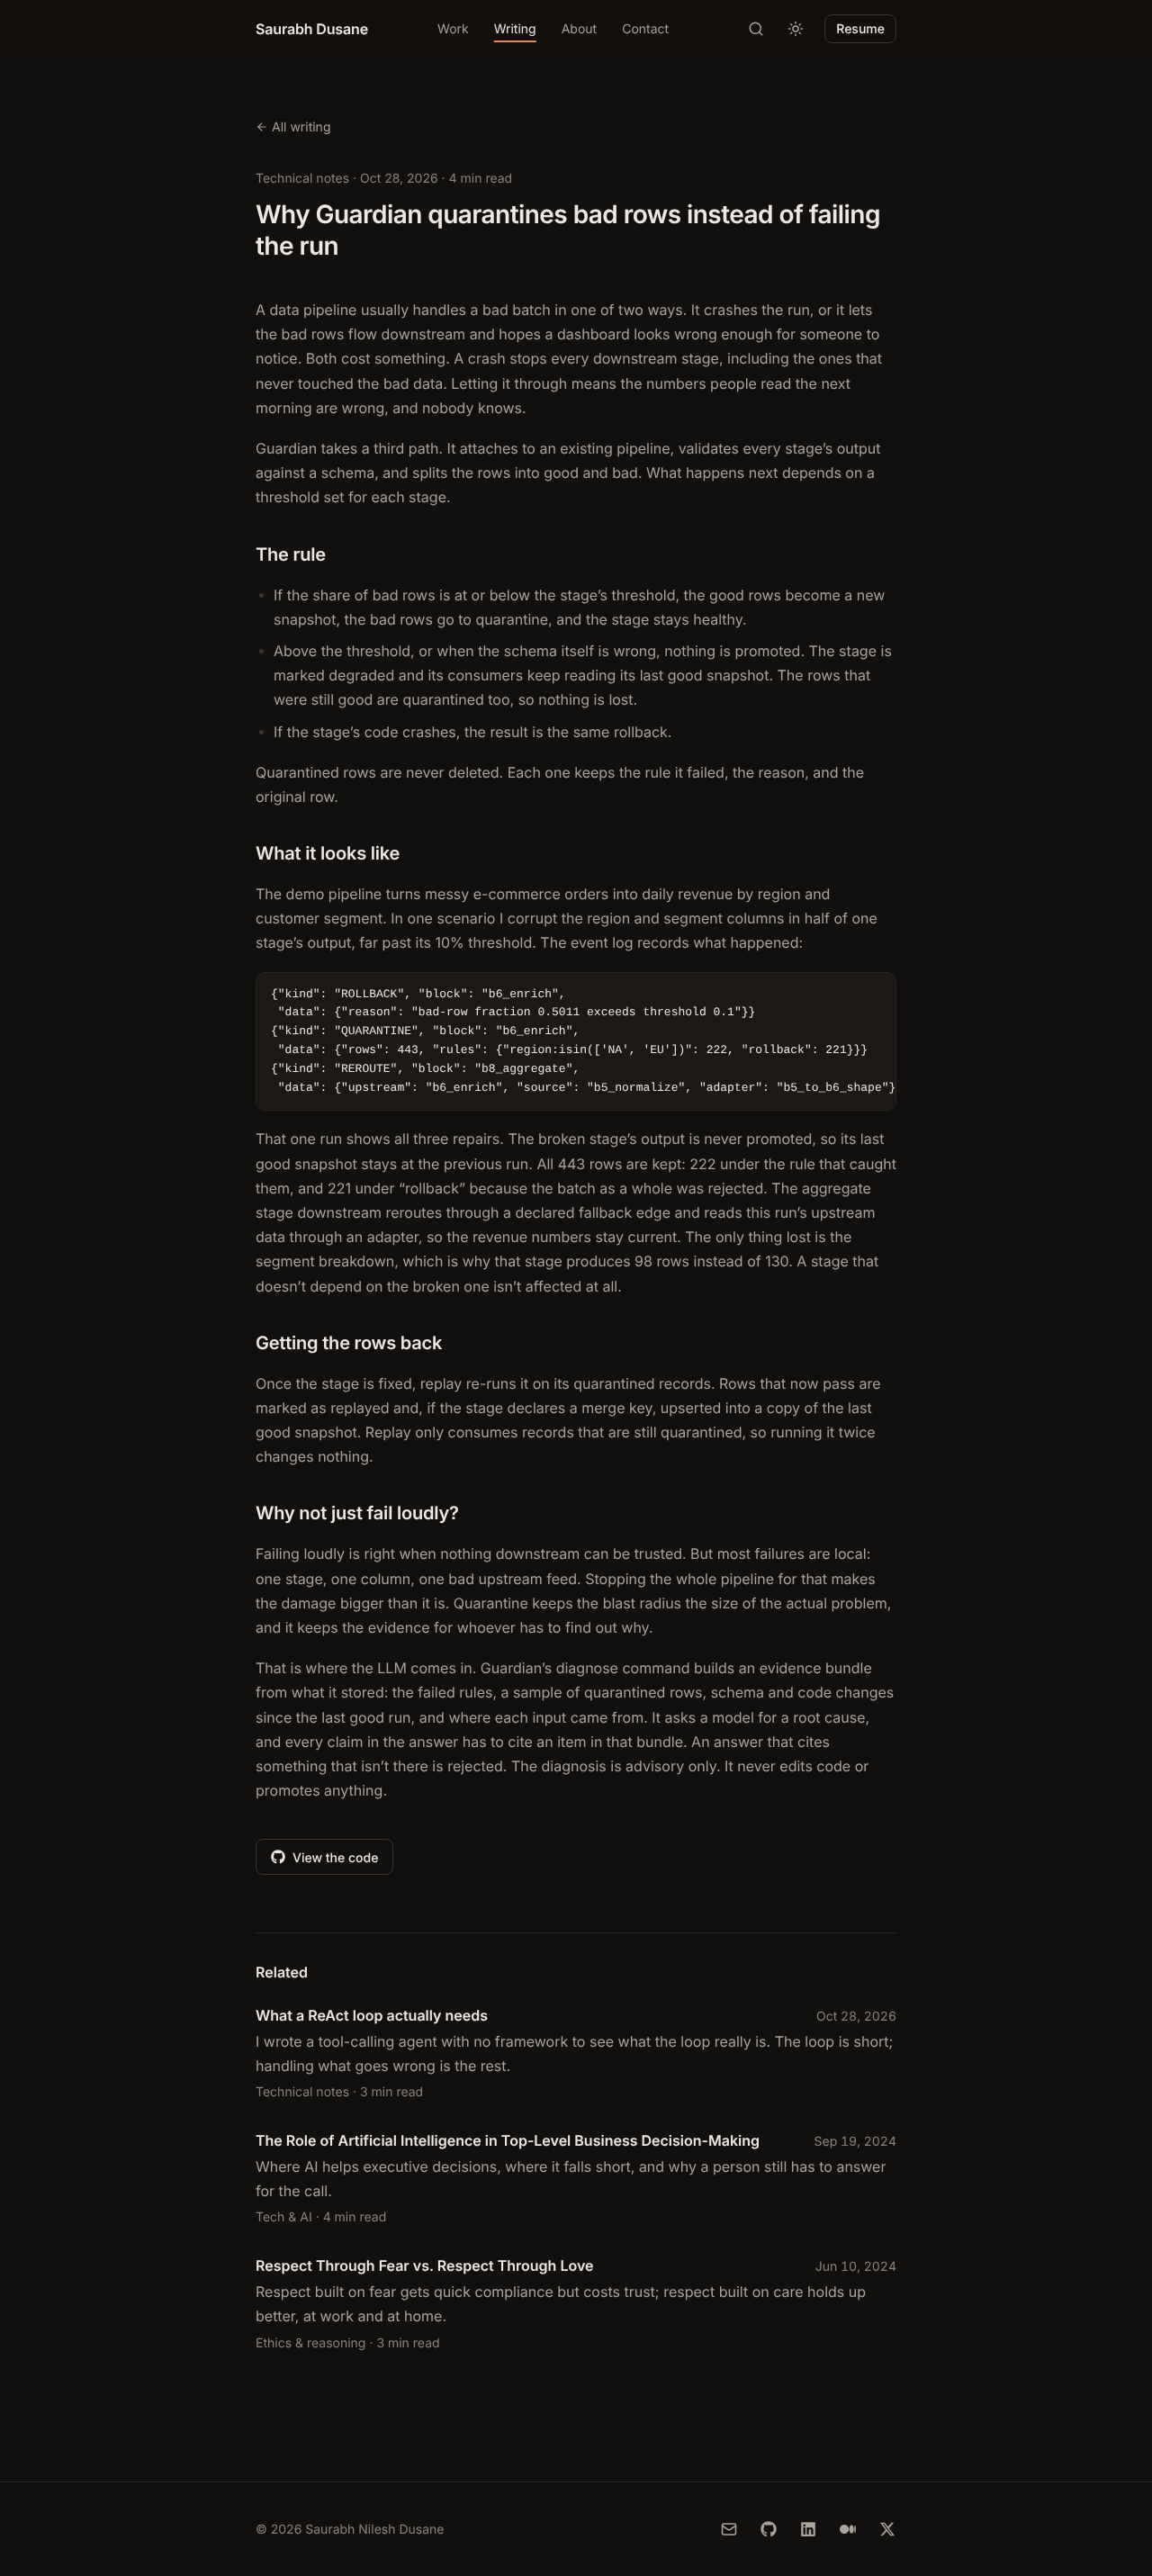 Saurabh Dusane
Work
Writing
About
Contact
Resume
← All writing
Technical notes · Oct 28, 2026 · 4 min read
Why Guardian quarantines bad rows instead of failing
the run
A data pipeline usually handles a bad batch in one of two ways. It crashes the run, or it lets
the bad rows flow downstream and hopes a dashboard looks wrong enough for someone to
notice. Both cost something. A crash stops every downstream stage, including the ones that
never touched the bad data. Letting it through means the numbers people read the next
morning are wrong, and nobody knows.
Guardian takes a third path. It attaches to an existing pipeline, validates every stage’s output
against a schema, and splits the rows into good and bad. What happens next depends on a
threshold set for each stage.
The rule
• If the share of bad rows is at or below the stage’s threshold, the good rows become a new
snapshot, the bad rows go to quarantine, and the stage stays healthy.
• Above the threshold, or when the schema itself is wrong, nothing is promoted. The stage is
marked degraded and its consumers keep reading its last good snapshot. The rows that
were still good are quarantined too, so nothing is lost.
• If the stage’s code crashes, the result is the same rollback.
Quarantined rows are never deleted. Each one keeps the rule it failed, the reason, and the
original row.
What it looks like
The demo pipeline turns messy e-commerce orders into daily revenue by region and
customer segment. In one scenario I corrupt the region and segment columns in half of one
stage’s output, far past its 10% threshold. The event log records what happened:
{"kind": "ROLLBACK", "block": "b6_enrich",
 "data": {"reason": "bad-row fraction 0.5011 exceeds threshold 0.1"}}
{"kind": "QUARANTINE", "block": "b6_enrich",
 "data": {"rows": 443, "rules": {"region:isin(['NA', 'EU'])": 222, "rollback": 221}}}
{"kind": "REROUTE", "block": "b8_aggregate",
 "data": {"upstream": "b6_enrich", "source": "b5_normalize", "adapter": "b5_to_b6_shape"}
That one run shows all three repairs. The broken stage’s output is never promoted, so its last
good snapshot stays at the previous run. All 443 rows are kept: 222 under the rule that caught
them, and 221 under “rollback” because the batch as a whole was rejected. The aggregate
stage downstream reroutes through a declared fallback edge and reads this run’s upstream
data through an adapter, so the revenue numbers stay current. The only thing lost is the
segment breakdown, which is why that stage produces 98 rows instead of 130. A stage that
doesn’t depend on the broken one isn’t affected at all.
Getting the rows back
Once the stage is fixed, replay re-runs it on its quarantined records. Rows that now pass are
marked as replayed and, if the stage declares a merge key, upserted into a copy of the last
good snapshot. Replay only consumes records that are still quarantined, so running it twice
changes nothing.
Why not just fail loudly?
Failing loudly is right when nothing downstream can be trusted. But most failures are local:
one stage, one column, one bad upstream feed. Stopping the whole pipeline for that makes
the damage bigger than it is. Quarantine keeps the blast radius the size of the actual problem,
and it keeps the evidence for whoever has to find out why.
That is where the LLM comes in. Guardian’s diagnose command builds an evidence bundle
from what it stored: the failed rules, a sample of quarantined rows, schema and code changes
since the last good run, and where each input came from. It asks a model for a root cause,
and every claim in the answer has to cite an item in that bundle. An answer that cites
something that isn’t there is rejected. The diagnosis is advisory only. It never edits code or
promotes anything.
View the code
Related
What a ReAct loop actually needs
Oct 28, 2026
I wrote a tool-calling agent with no framework to see what the loop really is. The loop is short;
handling what goes wrong is the rest.
Technical notes · 3 min read
The Role of Artificial Intelligence in Top-Level Business Decision-Making
Sep 19, 2024
Where AI helps executive decisions, where it falls short, and why a person still has to answer
for the call.
Tech & AI · 4 min read
Respect Through Fear vs. Respect Through Love
Jun 10, 2024
Respect built on fear gets quick compliance but costs trust; respect built on care holds up
better, at work and at home.
Ethics & reasoning · 3 min read
© 2026 Saurabh Nilesh Dusane